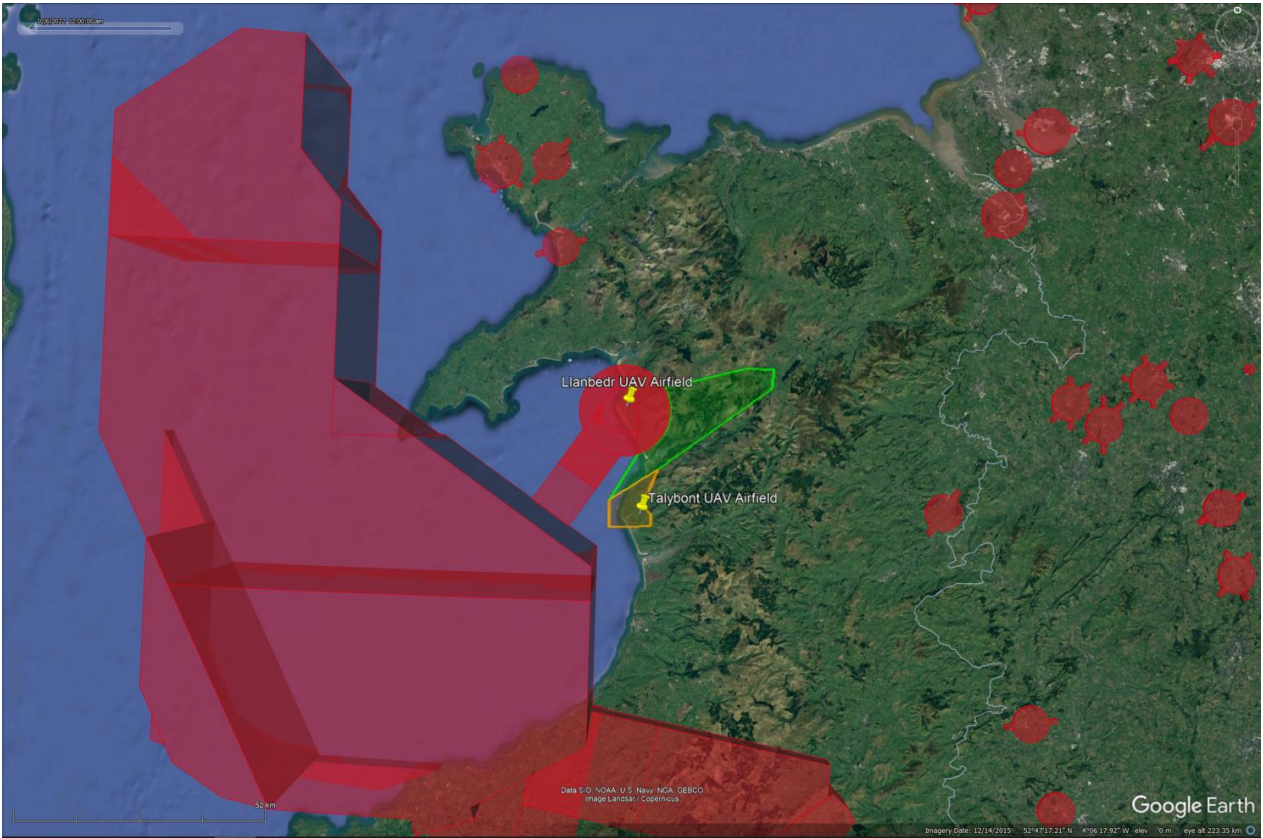 Llanbedr UAV Airfield
Talybont UAV Airfield
Data SIO, NOAA, U.S. Navy, NGA, GEBCO
Image Landsat / Copernicus
52 km
Google Earth
Imagery Date: 12/14/2015 52°47'17.21" N 4°06'17.92" W elev 0 m eye alt 223.35 km